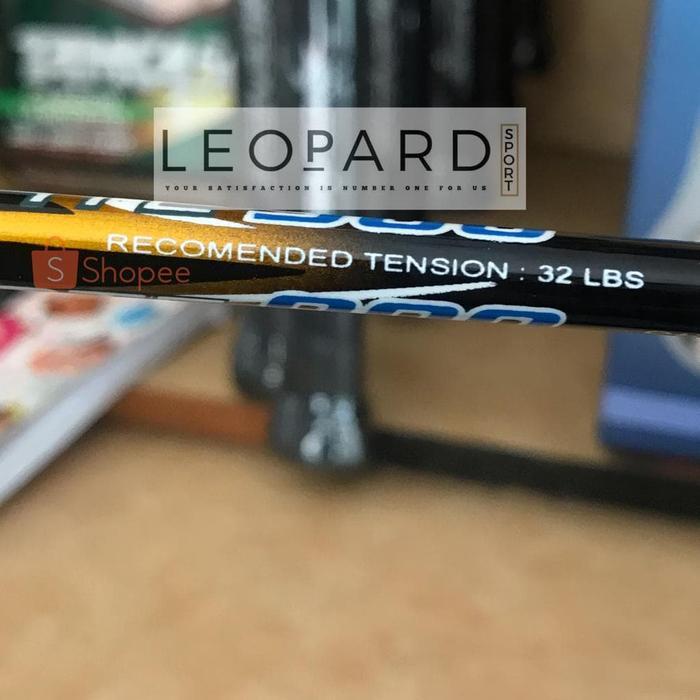 LEOPARD
SPORT
YOUR SATISFACTION IS NUMBER ONE FOR US
RECOMENDED TENSION : 32 LBS
Shopee